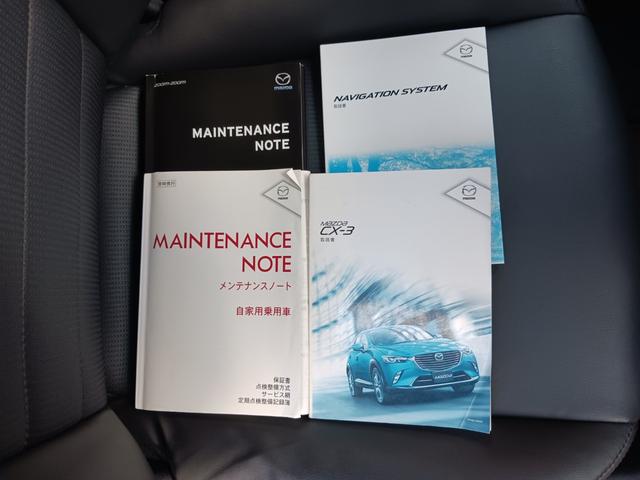 zoom-zoom
mazda
MAINTENANCE
NOTE
NAVIGATION SYSTEM
取扱書
MAINTENANCE
NOTE
メンテナンスノート
自家用乗用車
保証書
点検整備方式
サービス網
定期点検整備記録簿
mazda
CX-3
取扱書
mazda